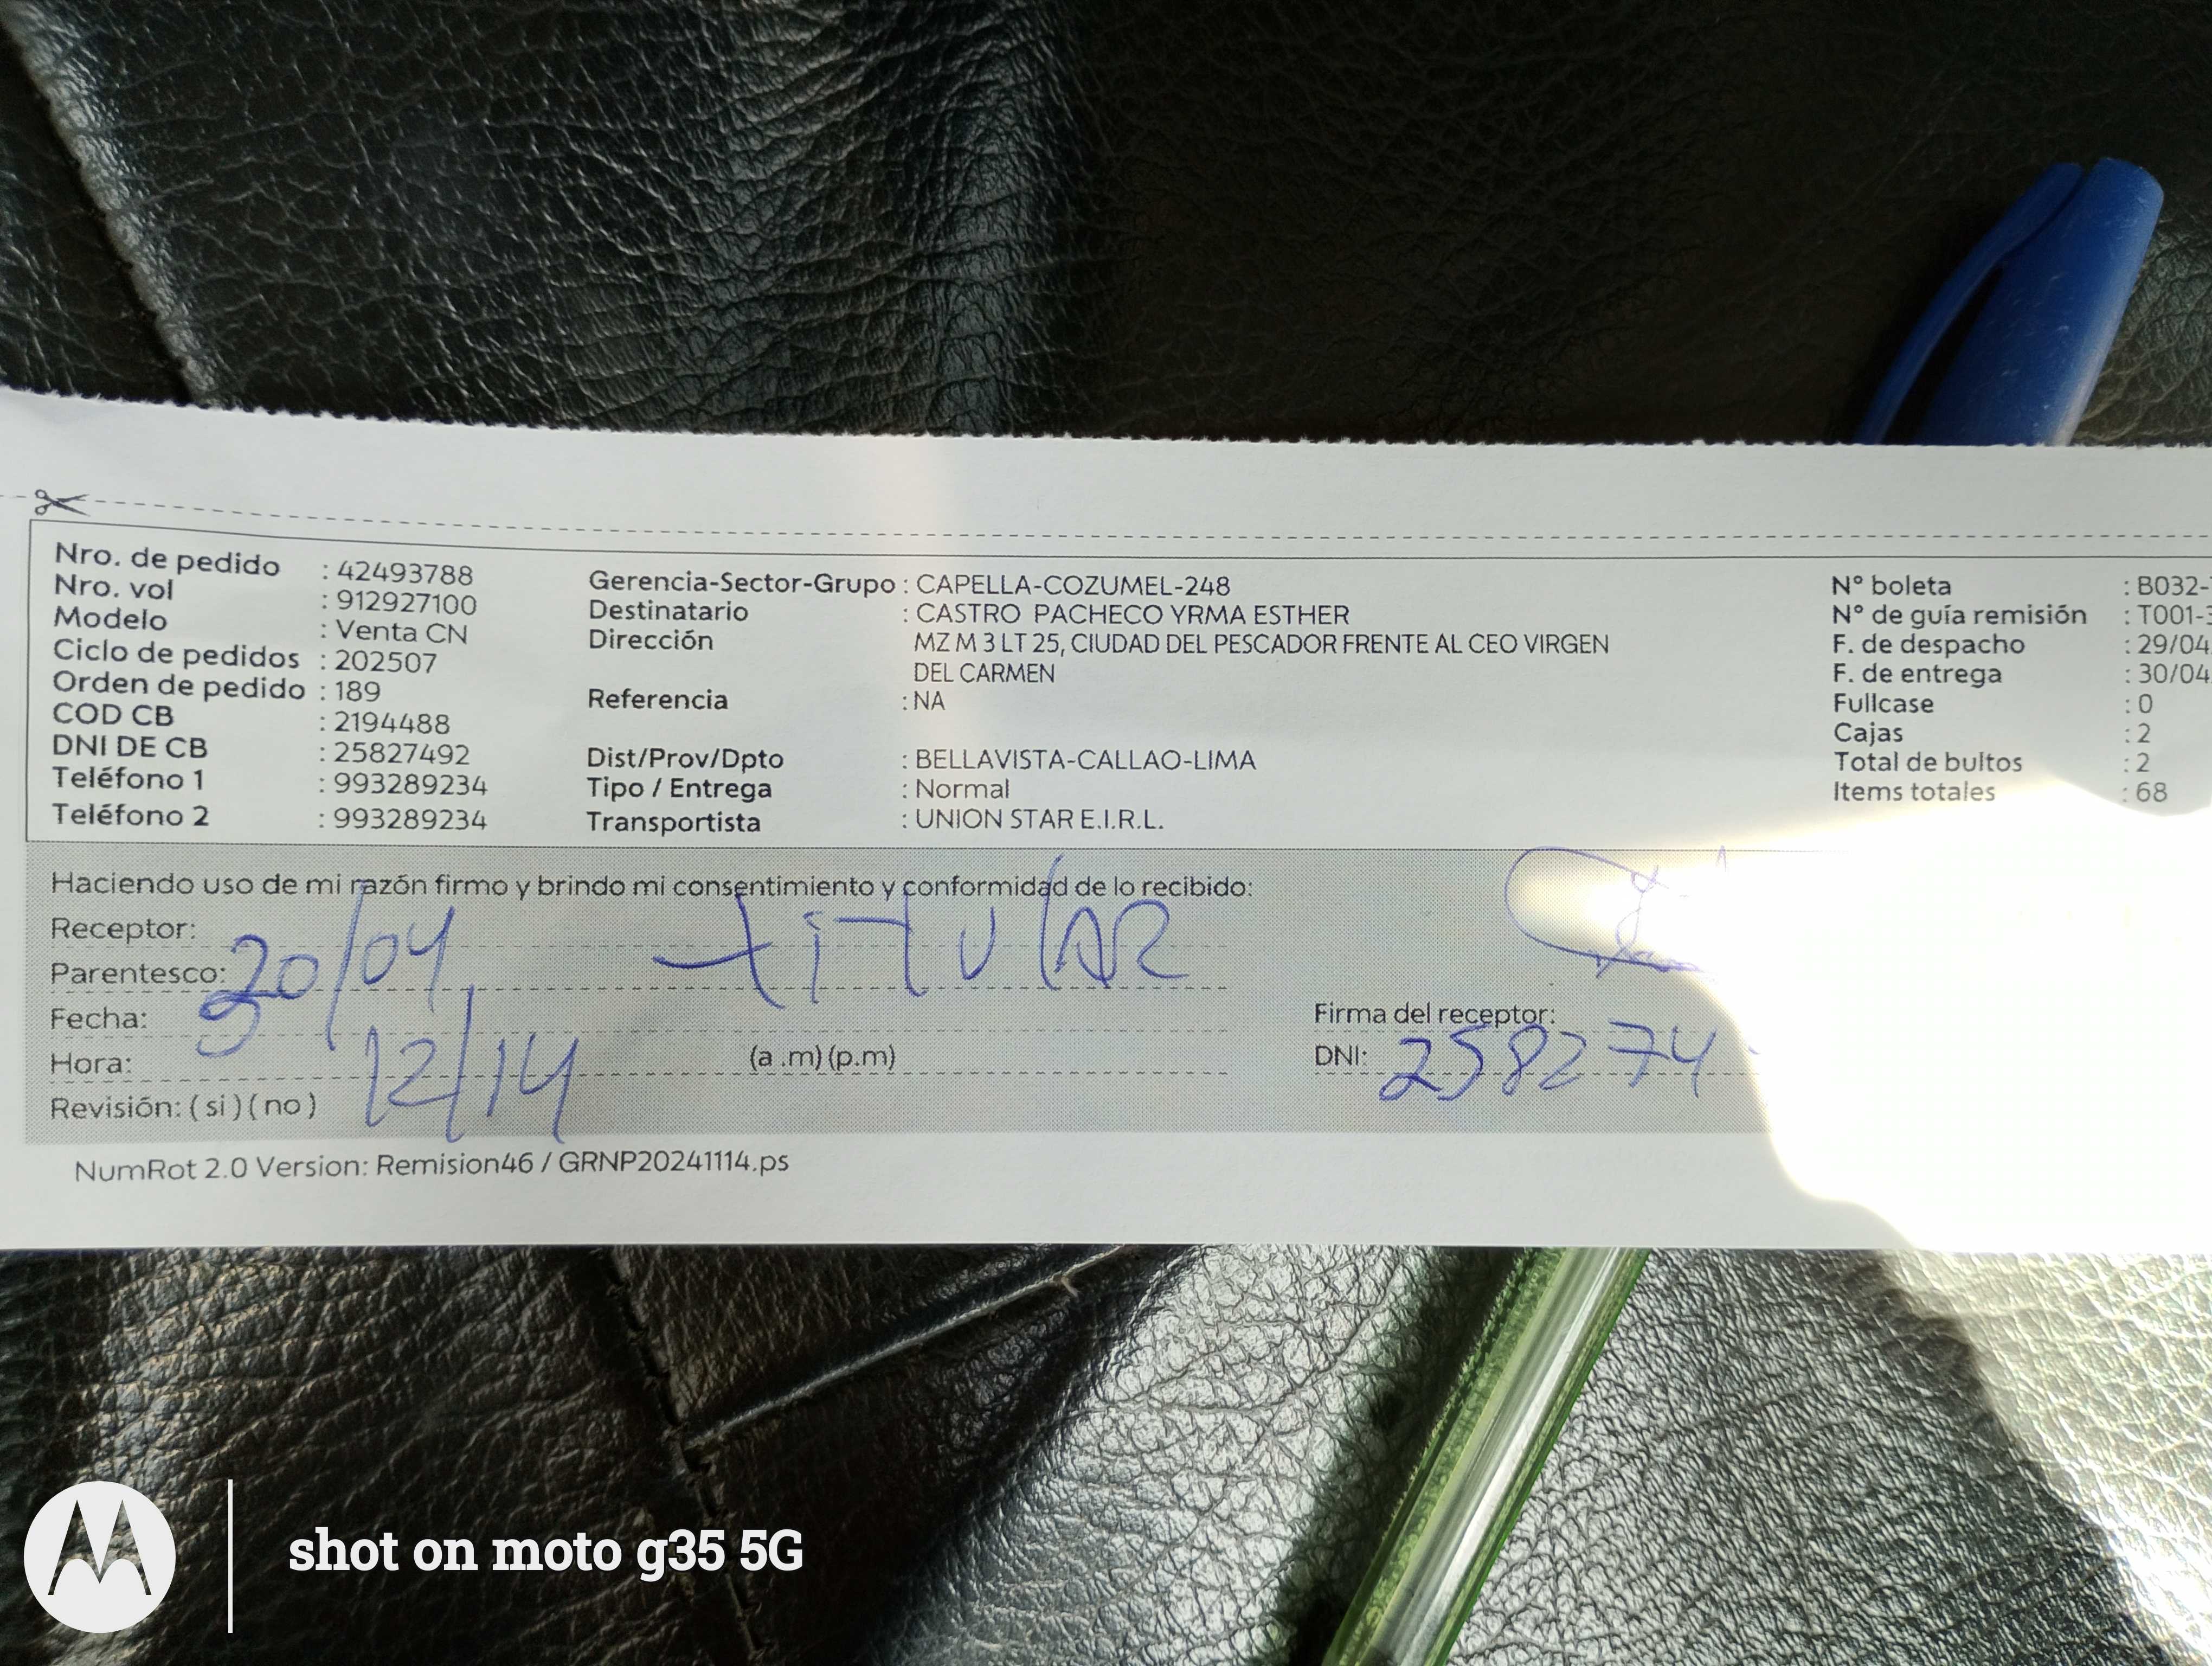 Nro. de pedido : 42493788
Nro. vol : 912927100
Modelo : Venta CN
Ciclo de pedidos : 202507
Orden de pedido : 189
COD CB : 2194488
DNI DE CB : 25827492
Teléfono 1 : 993289234
Teléfono 2 : 993289234
Gerencia-Sector-Grupo : CAPELLA-COZUMEL-248
Destinatario : CASTRO PACHECO YRMA ESTHER
Dirección MZ M 3 LT 25, CIUDAD DEL PESCADOR FRENTE AL CEO VIRGEN
DEL CARMEN
Referencia : NA
Dist/Prov/Dpto : BELLAVISTA-CALLAO-LIMA
Tipo / Entrega : Normal
Transportista : UNION STAR E.I.R.L.
N° boleta : B032-
N° de guía remisión : T001-3
F. de despacho : 29/04
F. de entrega : 30/04
Fullcase : 0
Cajas : 2
Total de bultos : 2
Items totales : 68
Haciendo uso de mi razón firmo y brindo mi consentimiento y conformidad de lo recibido:
Receptor: titular
Parentesco:
Fecha: 30/04
Hora: 12/14 (a .m) (p.m)
Revisión: ( si ) ( no )
Firma del receptor:
DNI: 258274
NumRot 2.0 Version: Remision46 / GRNP20241114.ps
shot on moto g35 5G